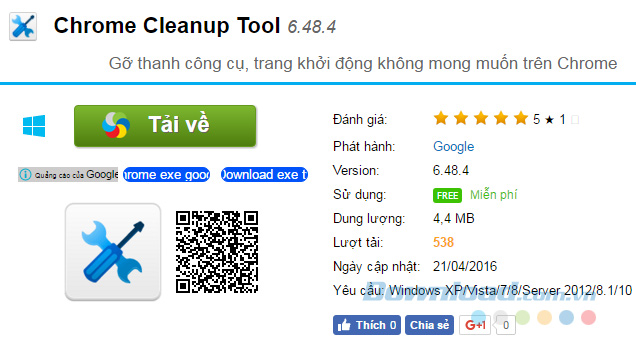 Chrome Cleanup Tool 6.48.4
Gỡ thanh công cụ, trang khởi động không mong muốn trên Chrome
Tải về
Quảng cáo của Google
hrome exe goog
Download exe t
Đánh giá: 5 ★ 1
Phát hành: Google
Version: 6.48.4
Sử dụng: FREE Miễn phí
Dung lượng: 4,4 MB
Lượt tải: 538
Ngày cập nhật: 21/04/2016
Yêu cầu: Windows XP/Vista/7/8/Server 2012/8.1/10
Download.com.vn
Thích 0 Chia sẻ G+1 0